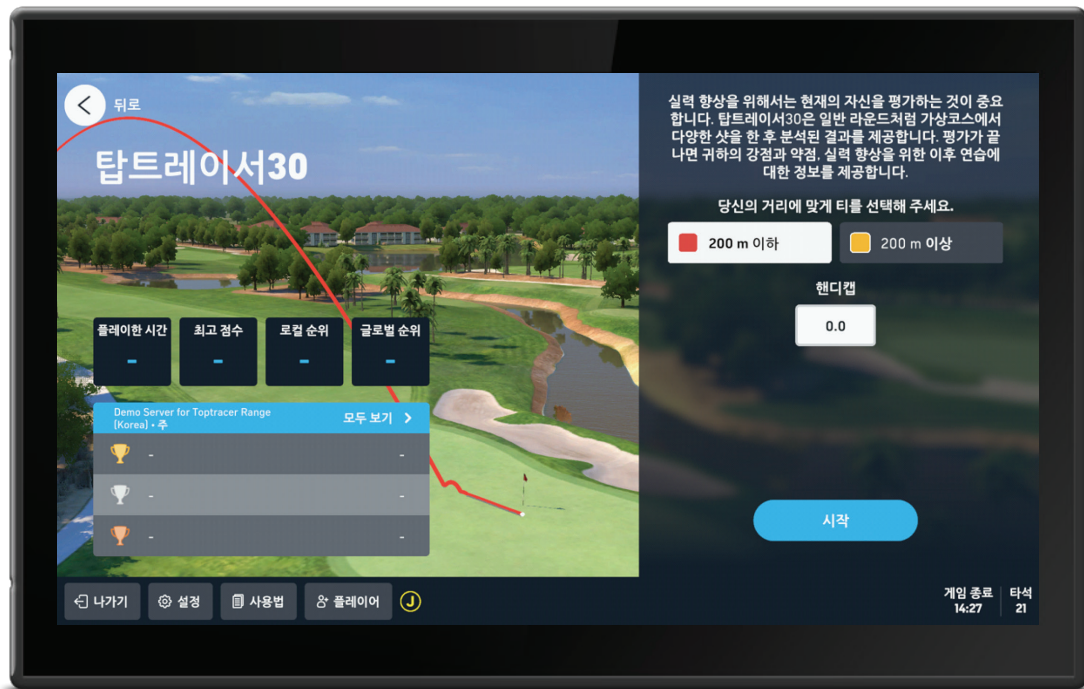 뒤로
탑트레이서30
플레이한 시간
-
최고 점수
-
로컬 순위
-
글로벌 순위
-
Demo Server for Toptracer Range
(Korea) • 주
모두 보기
- -
- -
- -
실력 향상을 위해서는 현재의 자신을 평가하는 것이 중요
합니다. 탑트레이서30은 일반 라운드처럼 가상코스에서
다양한 샷을 한 후 분석된 결과를 제공합니다. 평가가 끝
나면 귀하의 강점과 약점, 실력 향상을 위한 이후 연습에
대한 정보를 제공합니다.
당신의 거리에 맞게 티를 선택해 주세요.
200 m 이하
200 m 이상
핸디캡
0.0
시작
나가기
설정
사용법
플레이어
J
게임 종료
14:27
타석
21